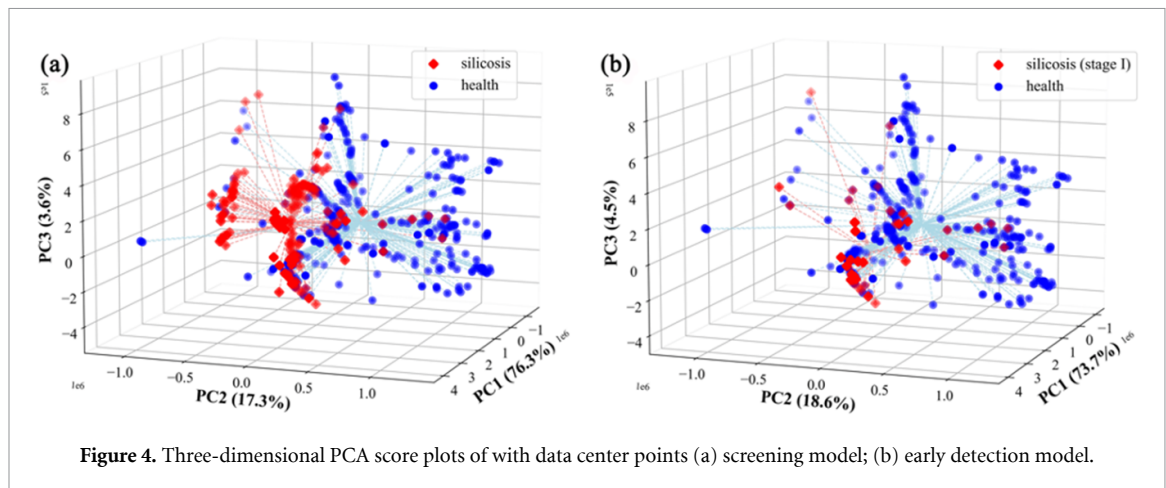 (a)
silicosis
health
1e5
8
6
4
2
0
−2
−4
PC3 (3.6%)
1e6
−1.0
−0.5
0.0
0.5
1.0
PC2 (17.3%)
−1
0
1
2
3
4
1e6
PC1 (76.3%)
(b)
silicosis (stage I)
health
1e5
8
6
4
2
0
−2
−4
PC3 (4.5%)
1e6
−1.0
−0.5
0.0
0.5
1.0
PC2 (18.6%)
−1
0
1
2
3
4
1e6
PC1 (73.7%)
Figure 4. Three-dimensional PCA score plots of with data center points (a) screening model; (b) early detection model.